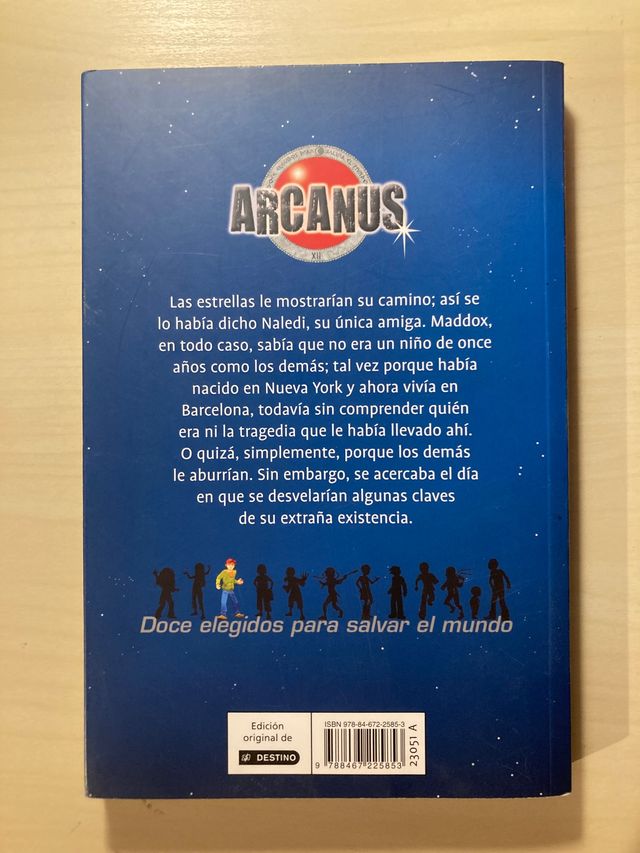 ARCANUS
XII
Las estrellas le mostrarían su camino; así se
lo había dicho Naledi, su única amiga. Maddox,
en todo caso, sabía que no era un niño de once
años como los demás; tal vez porque había
nacido en Nueva York y ahora vivía en
Barcelona, todavía sin comprender quién
era ni la tragedia que le había llevado ahí.
O quizá, simplemente, porque los demás
le aburrían. Sin embargo, se acercaba el día
en que se desvelarían algunas claves
de su extraña existencia.
Doce elegidos para salvar el mundo
Edición
original de
DESTINO
ISBN 978-84-672-2585-3
9 788467 225853
23051 A